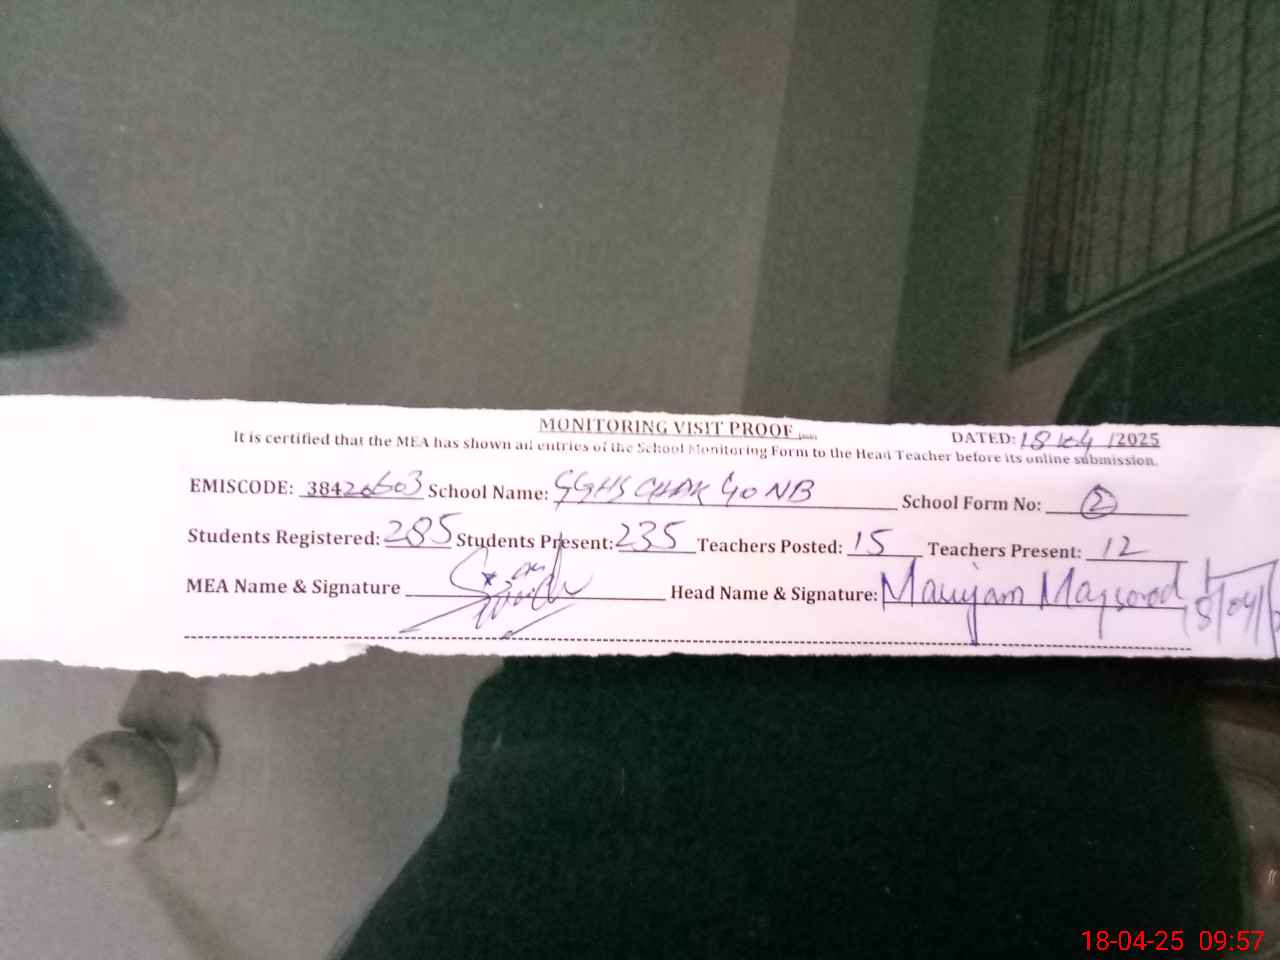 MONITORING VISIT PROOF
DATED: 18/4/2025
It is certified that the MEA has shown all entries of the School Monitoring Form to the Head Teacher before its online submission.
EMISCODE: 38420603 School Name: GGHS CHAK 40 NB School Form No: 2
Students Registered: 285 Students Present: 235 Teachers Posted: 15 Teachers Present: 12
MEA Name & Signature Head Name & Signature: Mariyam Maqsood 18/04/
18-04-25 09:57